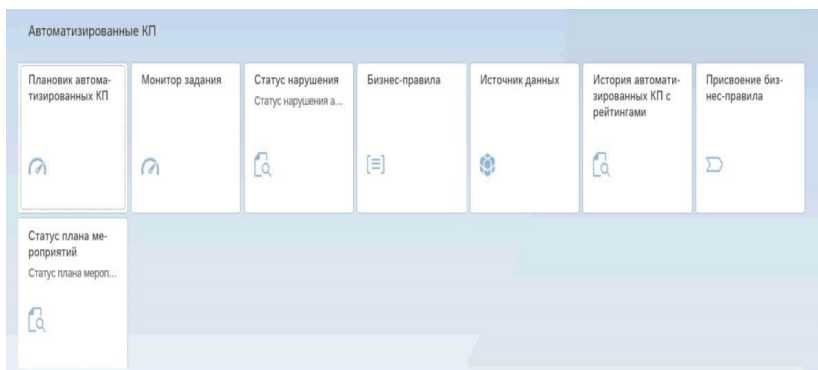 Автоматизированные КП
Плановик автома-
тизированных КП
Монитор задания
Статус нарушения
Статус нарушения а...
Бизнес-правила
Источник данных
История автомати-
зированных КП с
рейтингами
Присвоение биз-
нес-правила
Статус плана ме-
роприятий
Статус плана мероп...